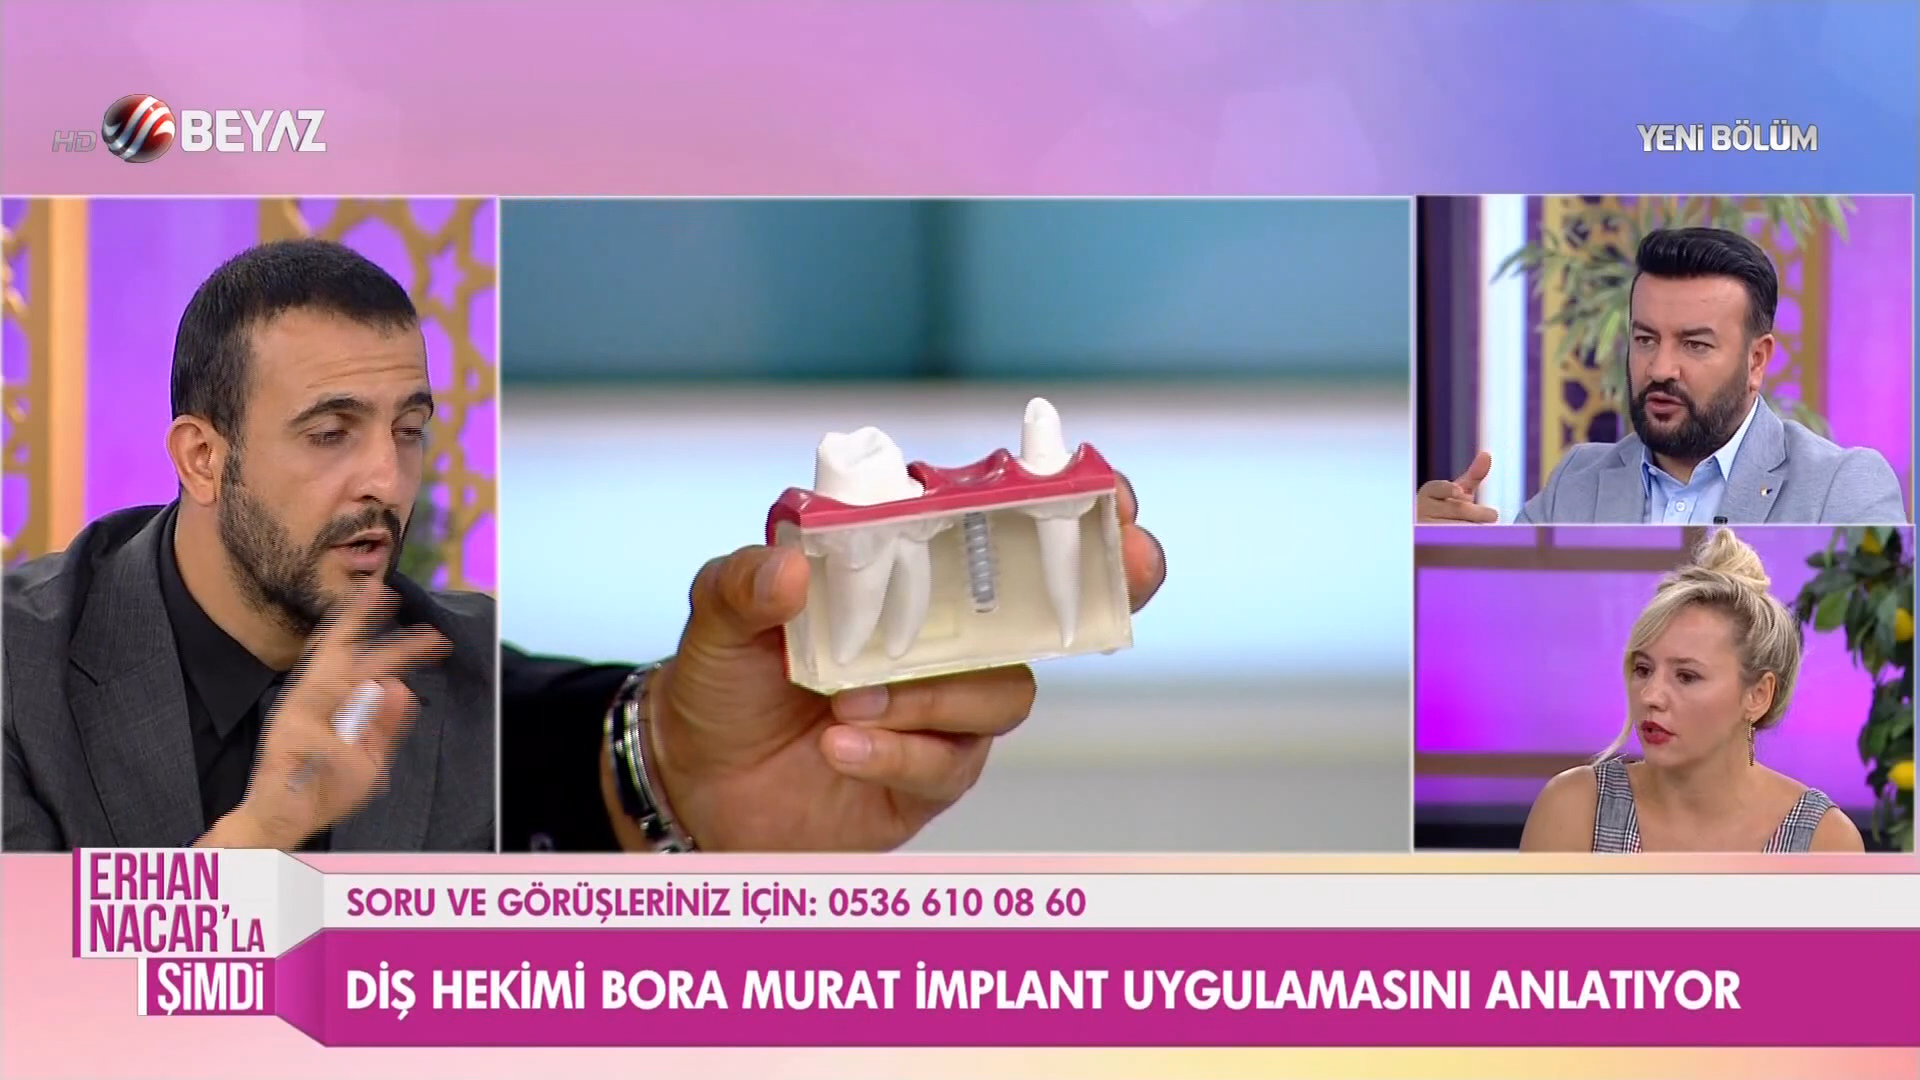 HD BEYAZ
YENİ BÖLÜM
ERHAN
NACAR'LA
ŞİMDİ
SORU VE GÖRÜŞLERİNİZ İÇİN: 0536 610 08 60
DİŞ HEKİMİ BORA MURAT İMPLANT UYGULAMASINI ANLATIYOR